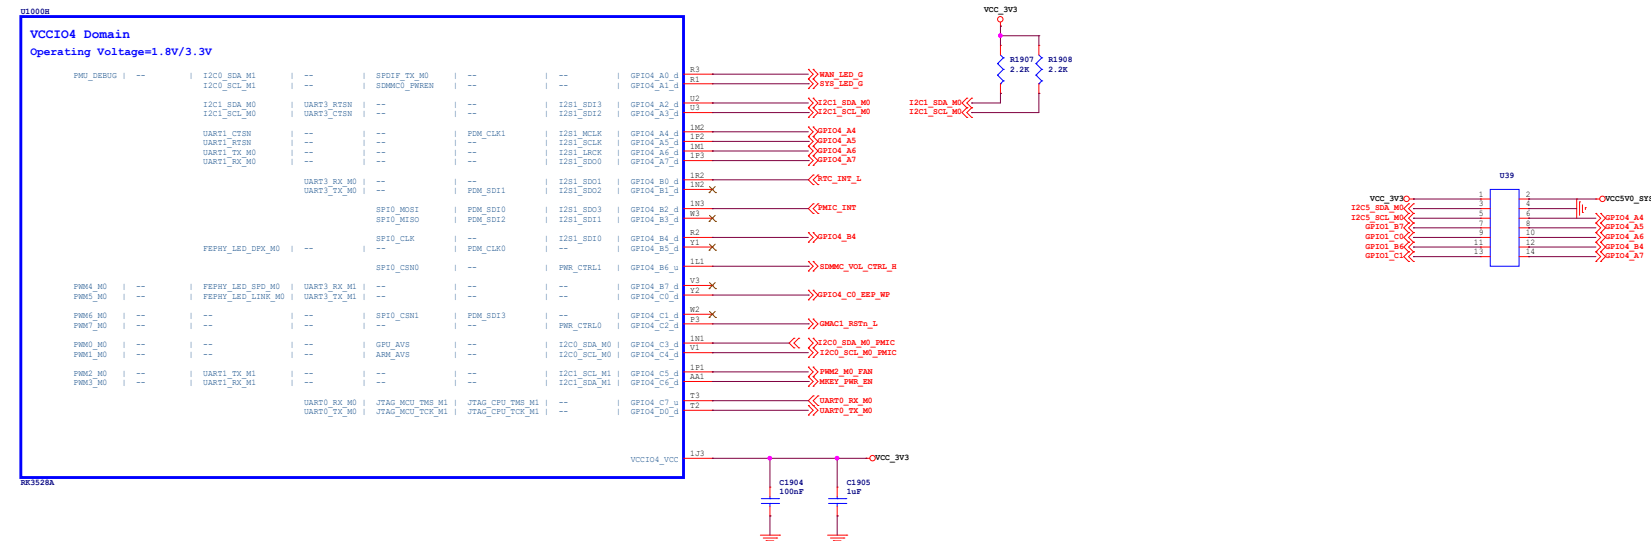 U1000H
VCCIO4 Domain
Operating Voltage=1.8V/3.3V
PMU_DEBUG | -- | I2C0_SDA_M1 | -- | SPDIF_TX_M0 | -- | -- | GPIO4_A0_d R3 WAN_LED_G
I2C0_SCL_M1 SDMMC0_PWREN GPIO4_A1_d R1 SYS_LED_G
I2C1_SDA_M0 | UART3_RTSN | -- | -- | I2S1_SDI3 | GPIO4_A2_d U2 I2C1_SDA_M0
I2C1_SCL_M0 | UART3_CTSN | -- | -- | I2S1_SDI2 | GPIO4_A3_d U3 I2C1_SCL_M0
UART1_CTSN | -- | -- | PDM_CLK1 | I2S1_MCLK | GPIO4_A4_d 1M2 GPIO4_A4
UART1_RTSN | -- | -- | -- | I2S1_SCLK | GPIO4_A5_d 1P2 GPIO4_A5
UART1_TX_M0 | -- | -- | -- | I2S1_LRCK | GPIO4_A6_d 1M1 GPIO4_A6
UART1_RX_M0 | -- | -- | -- | I2S1_SDO0 | GPIO4_A7_d 1P3 GPIO4_A7
UART3_RX_M0 | -- | -- | I2S1_SDO1 | GPIO4_B0_d 1R2 RTC_INT_L
UART3_TX_M0 | -- | PDM_SDI1 | I2S1_SDO2 | GPIO4_B1_d 1N2
SPI0_MOSI | PDM_SDI0 | I2S1_SDO3 | GPIO4_B2_d 1N3 PMIC_INT
SPI0_MISO | PDM_SDI2 | I2S1_SDI1 | GPIO4_B3_d W3
SPI0_CLK | -- | I2S1_SDI0 | GPIO4_B4_d R2 GPIO4_B4
FEPHY_LED_DPX_M0 | -- | -- | PDM_CLK0 | -- | GPIO4_B5_d Y1
SPI0_CSN0 | -- | PWR_CTRL1 | GPIO4_B6_u 1L1 SDMMC_VOL_CTRL_H
PWM4_M0 | -- | FEPHY_LED_SPD_M0 | UART3_RX_M1 | -- | -- | -- | GPIO4_B7_d V3
PWM5_M0 | -- | FEPHY_LED_LINK_M0 | UART3_TX_M1 | -- | -- | -- | GPIO4_C0_d Y2 GPIO4_C0_EEP_WP
PWM6_M0 | -- | -- | -- | SPI0_CSN1 | PDM_SDI3 | -- | GPIO4_C1_d W2
PWM7_M0 | -- | -- | -- | -- | -- | PWR_CTRL0 | GPIO4_C2_d P3 GMAC1_RSTn_L
PWM0_M0 | -- | -- | -- | GPU_AVS | -- | I2C0_SDA_M0 | GPIO4_C3_d 1N1 I2C0_SDA_M0_PMIC
PWM1_M0 | -- | -- | -- | ARM_AVS | -- | I2C0_SCL_M0 | GPIO4_C4_d V1 I2C0_SCL_M0_PMIC
PWM2_M0 | -- | UART1_TX_M1 | -- | -- | -- | I2C1_SCL_M1 | GPIO4_C5_d 1P1 PWM2_M0_FAN
PWM3_M0 | -- | UART1_RX_M1 | -- | -- | -- | I2C1_SDA_M1 | GPIO4_C6_d AA1 MKEY_PWR_EN
UART0_RX_M0 | JTAG_MCU_TMS_M1 | JTAG_CPU_TMS_M1 | -- | GPIO4_C7_u T3 UART0_RX_M0
UART0_TX_M0 | JTAG_MCU_TCK_M1 | JTAG_CPU_TCK_M1 | -- | GPIO4_D0_d T2 UART0_TX_M0
VCCIO4_VCC 1J3 VCC_3V3
RK3528A
C1904
100nF
C1905
1uF
VCC_3V3
R1907
2.2K
R1908
2.2K
I2C1_SDA_M0
I2C1_SCL_M0
U39
VCC_3V3 1 2 VCC5V0_SYS
I2C5_SDA_M0 3 4
I2C5_SCL_M0 5 6 GPIO4_A4
GPIO1_B7 7 8 GPIO4_A5
GPIO1_C0 9 10 GPIO4_A6
GPIO1_B6 11 12 GPIO4_B4
GPIO1_C1 13 14 GPIO4_A7